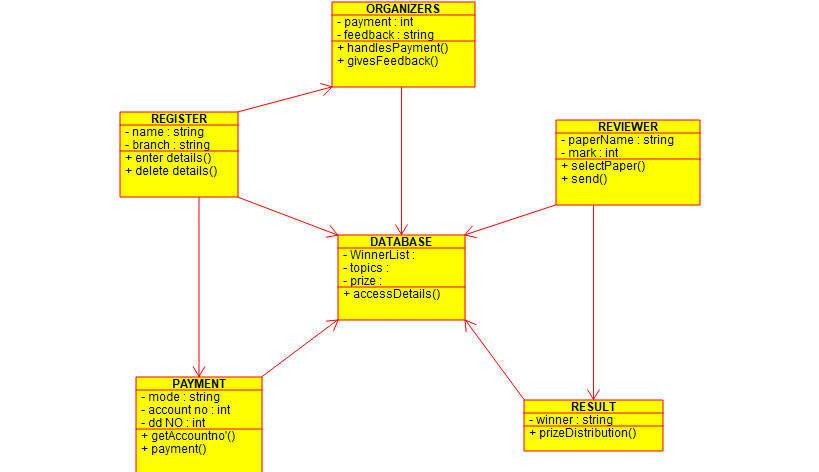 ORGANIZERS
- payment : int
- feedback : string
+ handlesPayment()
+ givesFeedback()
REGISTER
- name : string
- branch : string
+ enter details()
+ delete details()
REVIEWER
- paperName : string
- mark : int
+ selectPaper()
+ send()
DATABASE
- WinnerList :
- topics :
- prize :
+ accessDetails()
PAYMENT
- mode : string
- account no : int
- dd NO : int
+ getAccountno'()
+ payment()
RESULT
- winner : string
+ prizeDistribution()